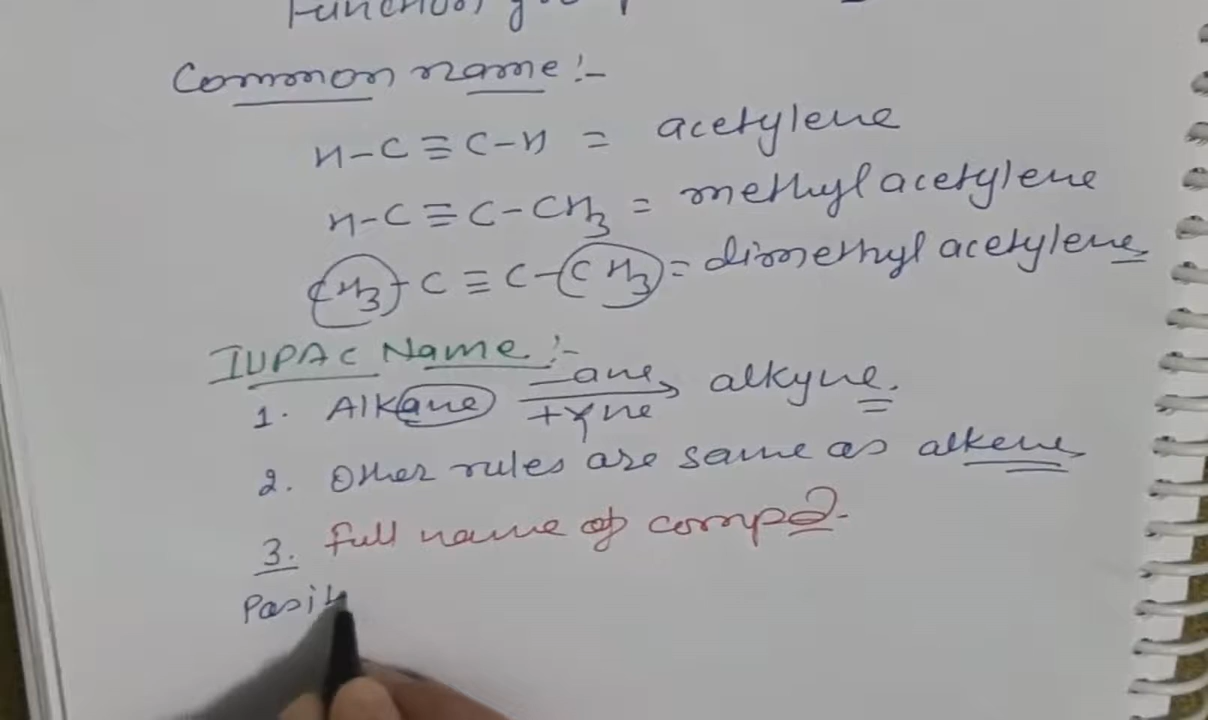 Common name :-
H-C≡C-H = acetylene
H-C≡C-CH3 = methyl acetylene
CH3-C≡C-CH3 = dimethyl acetylene
IUPAC Name :-
1. Alkane -ane +yne alkyne.
2. Other rules are same as alkene
3. Full name of compd.